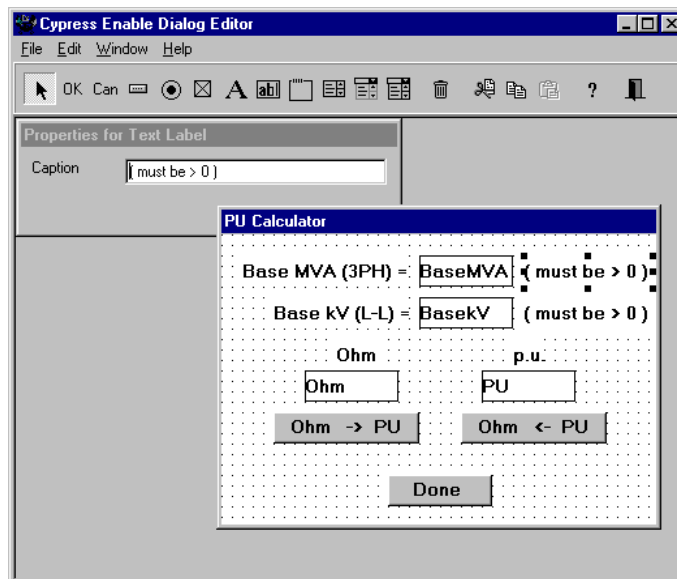 Cypress Enable Dialog Editor
File Edit Window Help
OK Can A ab| ?
Properties for Text Label
Caption ( must be > 0 )
PU Calculator
Base MVA (3PH) = BaseMVA ( must be > 0 )
Base kV (L-L) = BasekV ( must be > 0 )
Ohm p.u.
Ohm PU
Ohm -> PU Ohm <- PU
Done